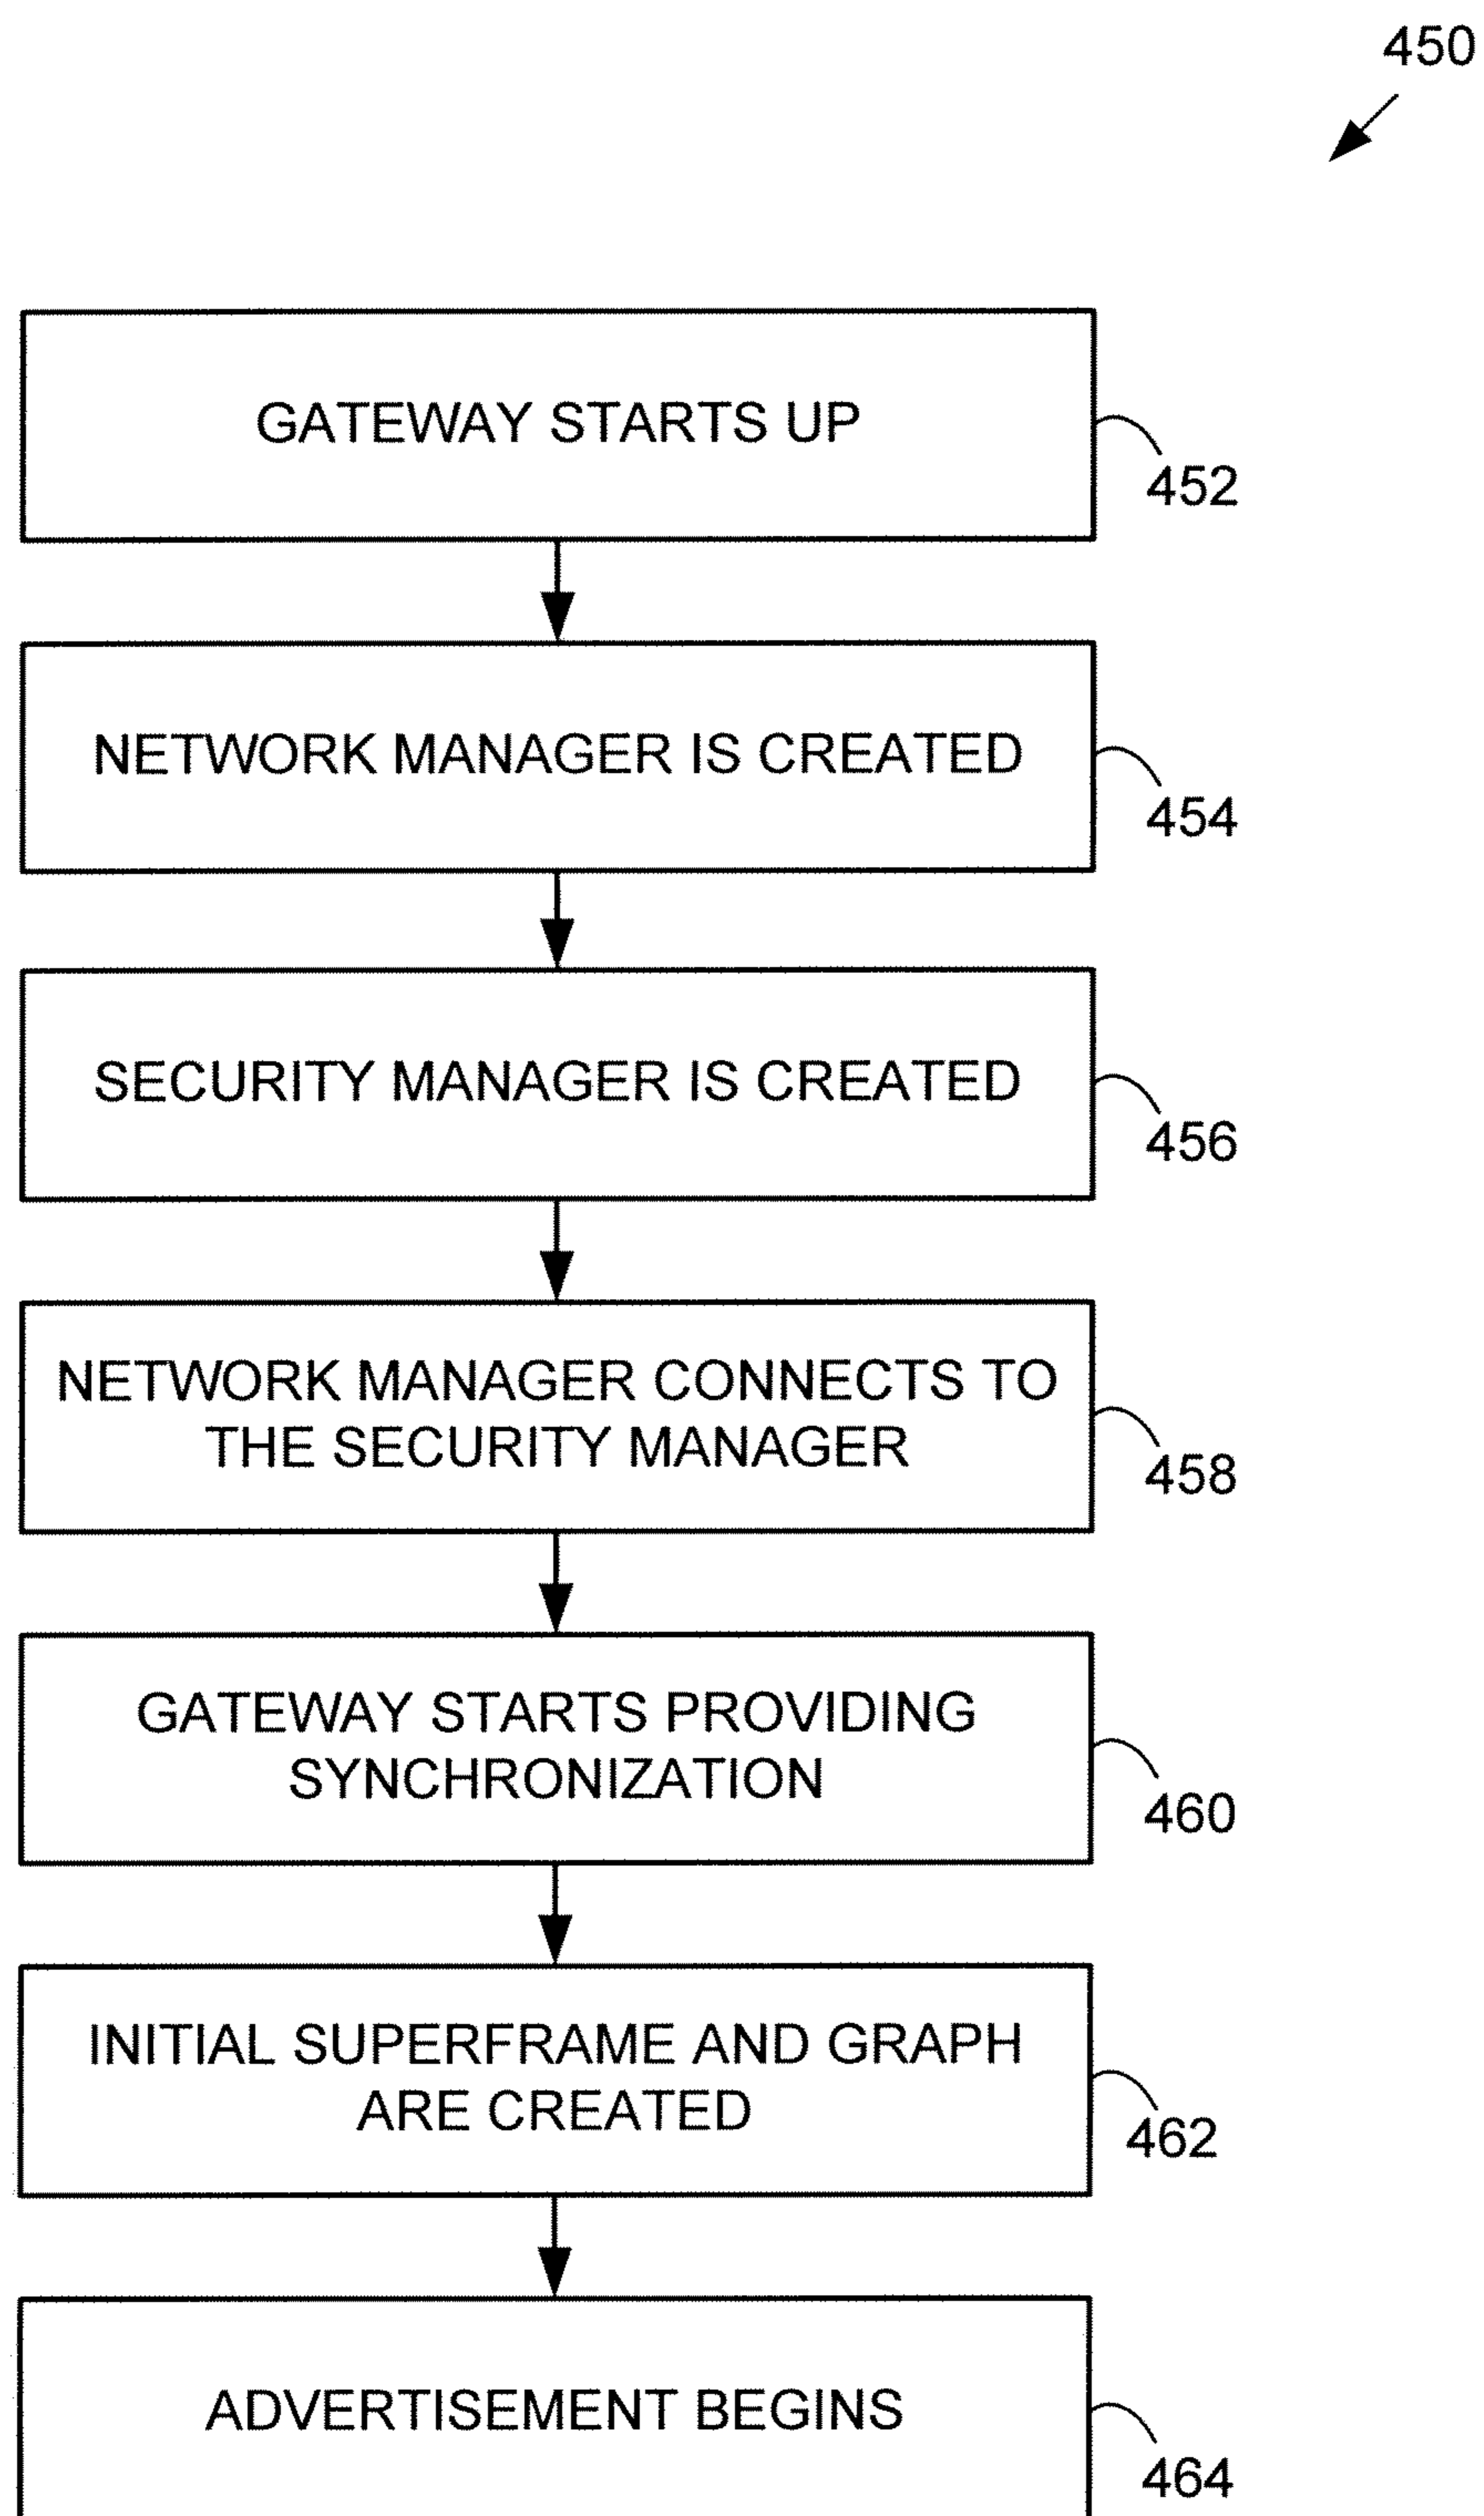 450
GATEWAY STARTS UP
452
NETWORK MANAGER IS CREATED
454
SECURITY MANAGER IS CREATED
456
NETWORK MANAGER CONNECTS TO
THE SECURITY MANAGER
458
GATEWAY STARTS PROVIDING
SYNCHRONIZATION
460
INITIAL SUPERFRAME AND GRAPH
ARE CREATED
462
ADVERTISEMENT BEGINS
464